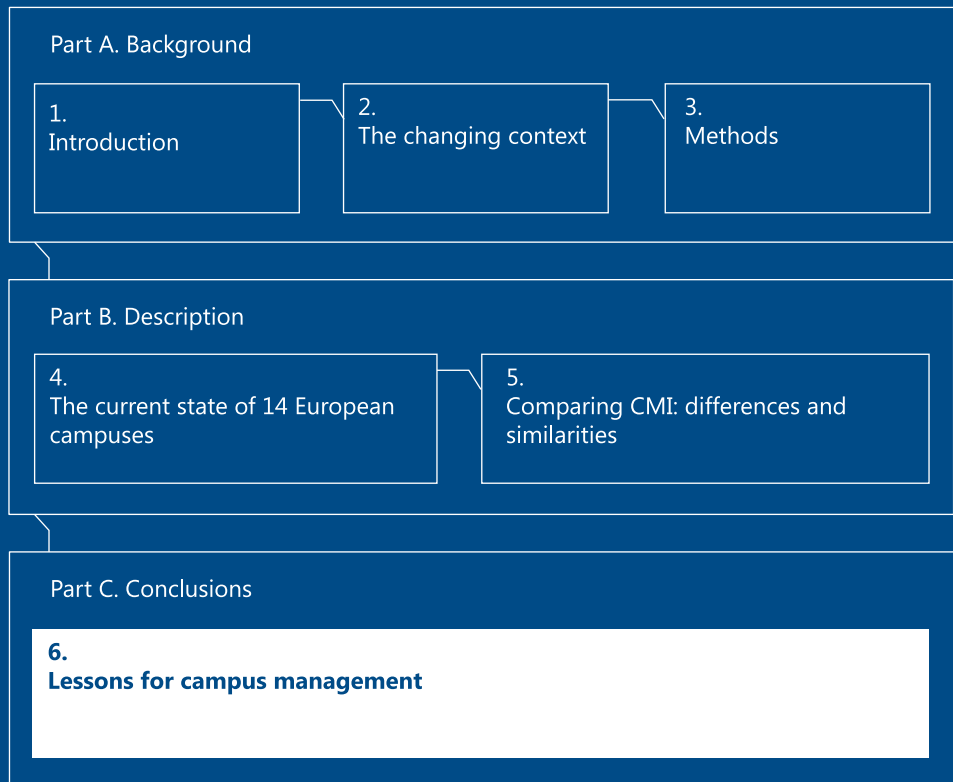 Part A. Background
1.
Introduction
2.
The changing context
3.
Methods
Part B. Description
4.
The current state of 14 European
campuses
5.
Comparing CMI: differences and
similarities
Part C. Conclusions
6.
Lessons for campus management